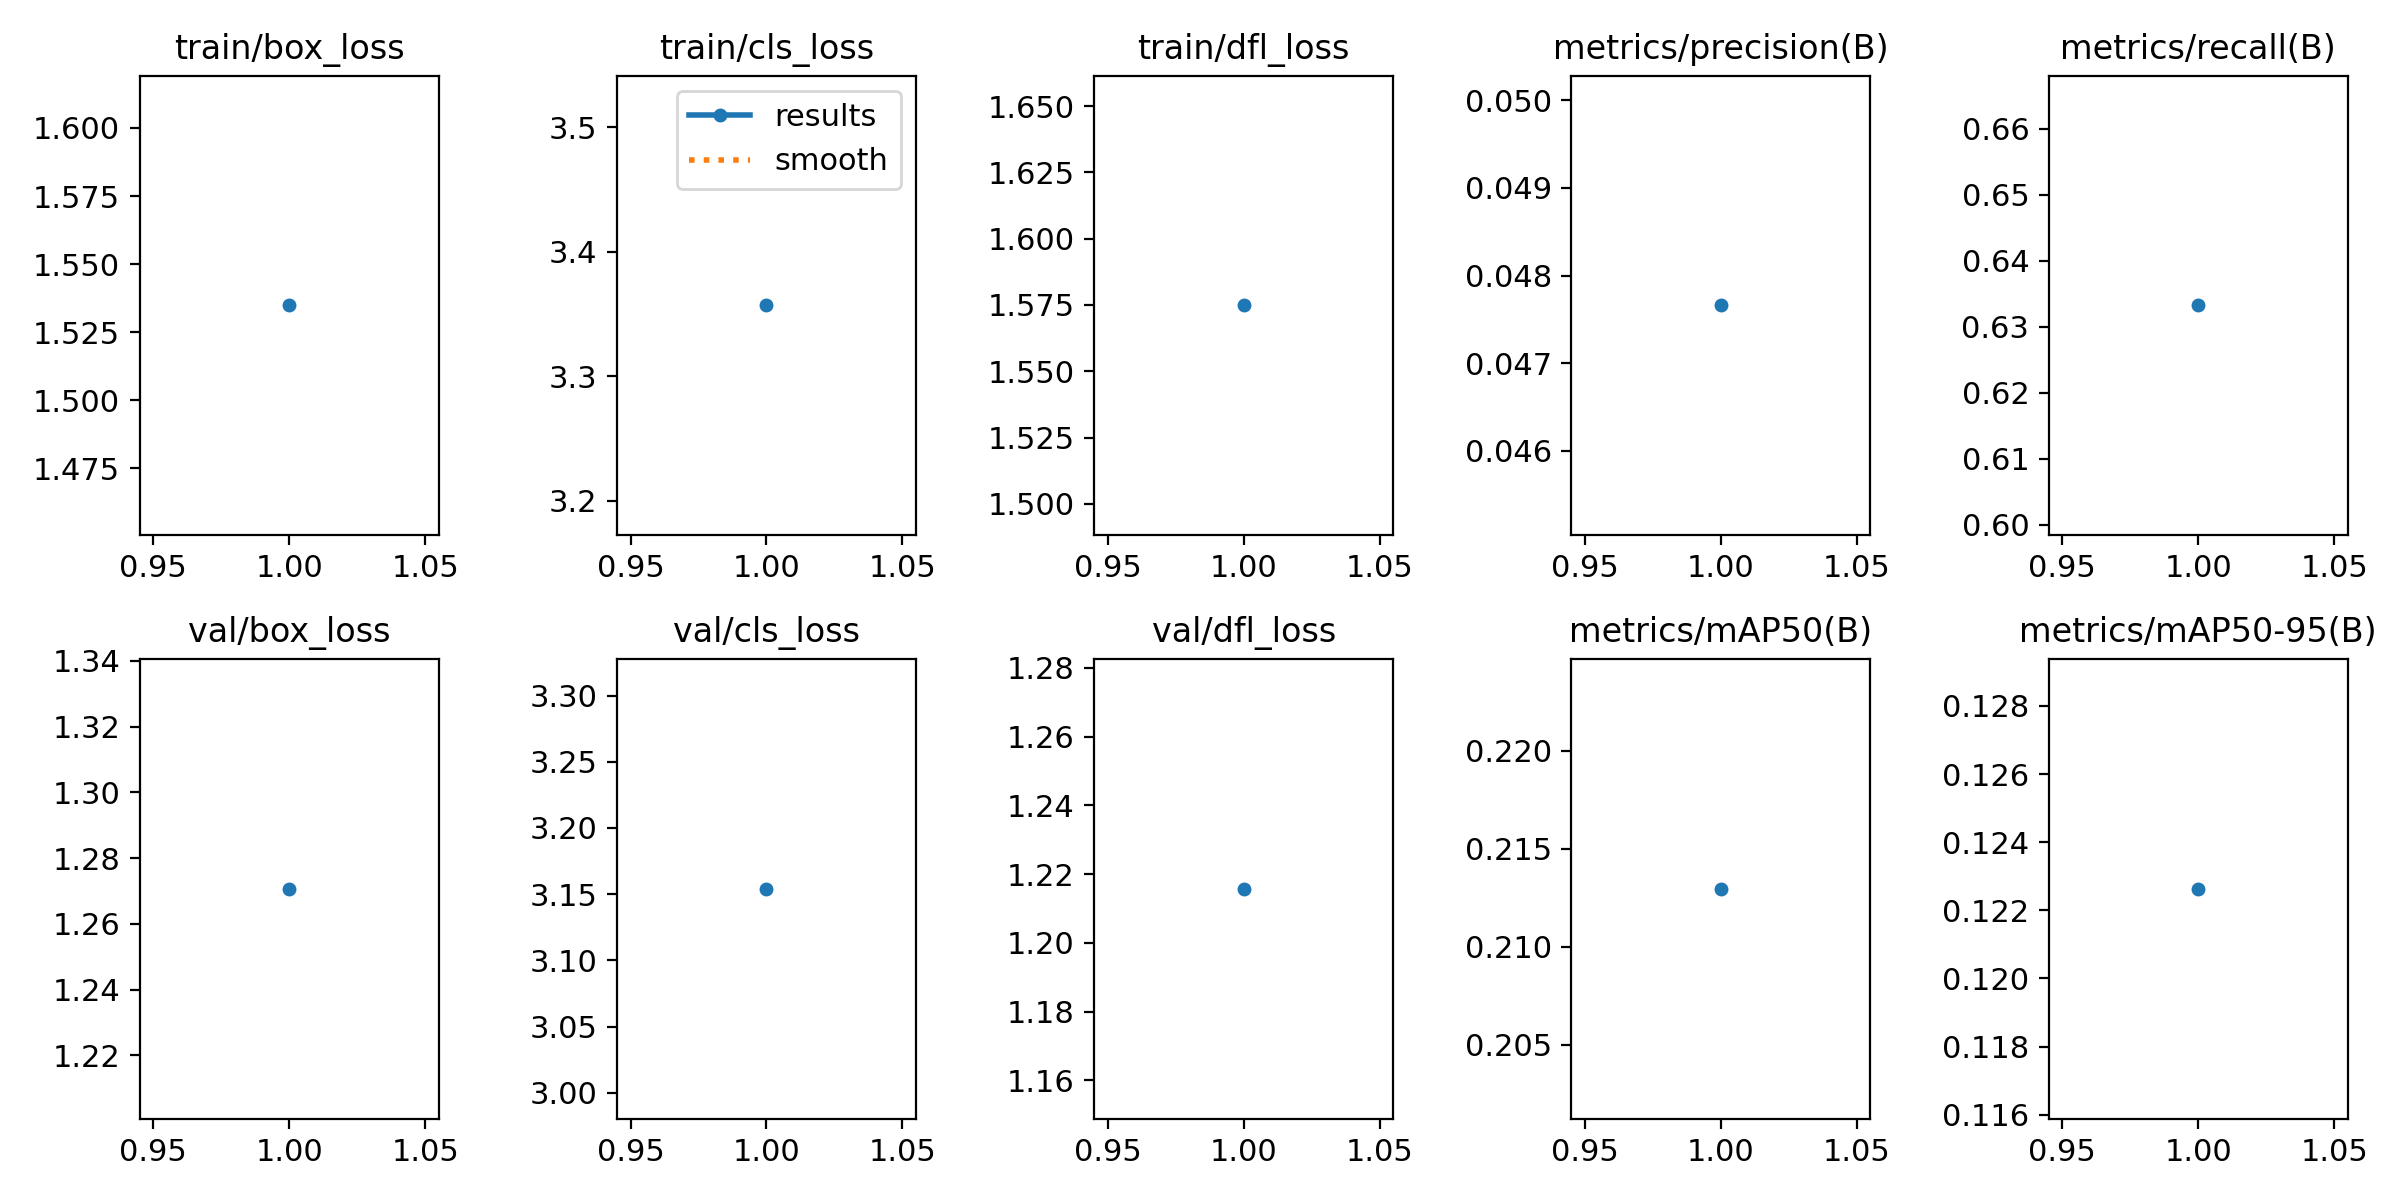 train/box_loss
1.600
1.575
1.550
1.525
1.500
1.475
0.95 1.00 1.05
train/cls_loss
results
smooth
3.5
3.4
3.3
3.2
0.95 1.00 1.05
train/dfl_loss
1.650
1.625
1.600
1.575
1.550
1.525
1.500
0.95 1.00 1.05
metrics/precision(B)
0.050
0.049
0.048
0.047
0.046
0.95 1.00 1.05
metrics/recall(B)
0.66
0.65
0.64
0.63
0.62
0.61
0.60
0.95 1.00 1.05
val/box_loss
1.34
1.32
1.30
1.28
1.26
1.24
1.22
0.95 1.00 1.05
val/cls_loss
3.30
3.25
3.20
3.15
3.10
3.05
3.00
0.95 1.00 1.05
val/dfl_loss
1.28
1.26
1.24
1.22
1.20
1.18
1.16
0.95 1.00 1.05
metrics/mAP50(B)
0.220
0.215
0.210
0.205
0.95 1.00 1.05
metrics/mAP50-95(B)
0.128
0.126
0.124
0.122
0.120
0.118
0.116
0.95 1.00 1.05